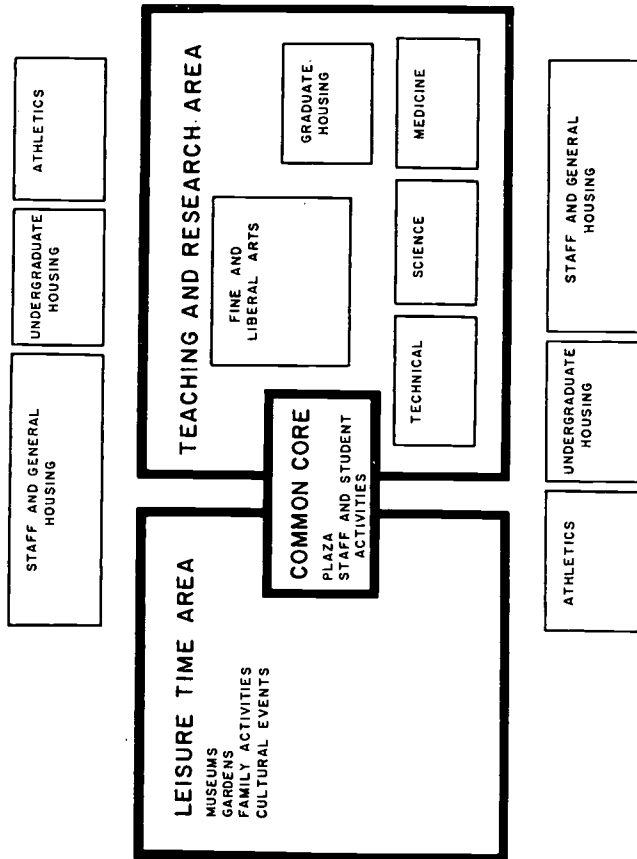 STAFF AND GENERAL
HOUSING
UNDERGRADUATE
HOUSING
ATHLETICS
LEISURE TIME AREA
MUSEUMS
GARDENS
FAMILY ACTIVITIES
CULTURAL EVENTS
COMMON CORE
PLAZA
STAFF AND STUDENT
ACTIVITIES
TEACHING AND RESEARCH AREA
FINE AND
LIBERAL ARTS
GRADUATE
HOUSING
TECHNICAL
SCIENCE
MEDICINE
ATHLETICS
UNDERGRADUATE
HOUSING
STAFF AND GENERAL
HOUSING